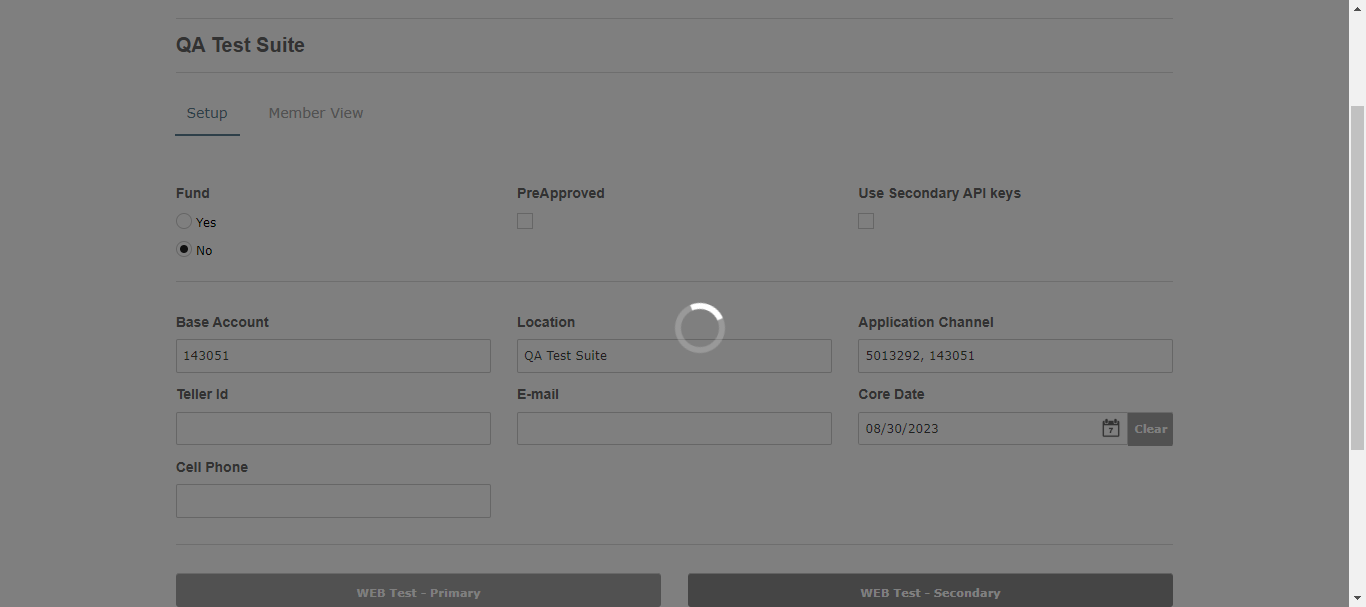 QA Test Suite
Setup Member View
Fund PreApproved Use Secondary API keys
Yes
No
Base Account Location Application Channel
143051 QA Test Suite 5013292, 143051
Teller Id E-mail Core Date
08/30/2023 7 Clear
Cell Phone
WEB Test - Primary WEB Test - Secondary